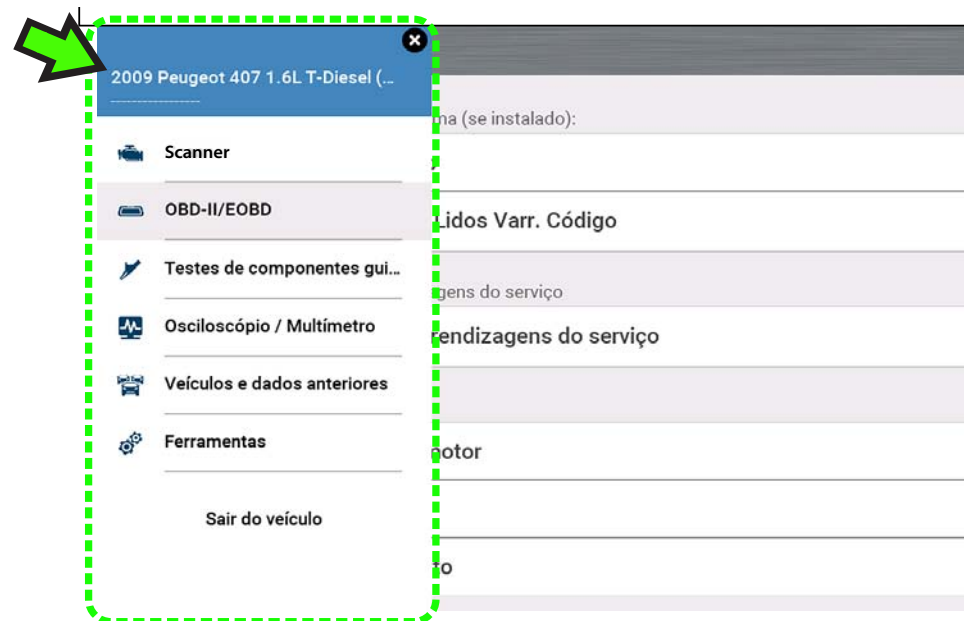 2009 Peugeot 407 1.6L T-Diesel (...
-----------------
Scanner
OBD-II/EOBD
Testes de componentes gui...
Osciloscópio / Multímetro
Veículos e dados anteriores
Ferramentas
Sair do veículo
ma (se instalado):
Lidos Varr. Código
gens do serviço
rendizagens do serviço
notor
to